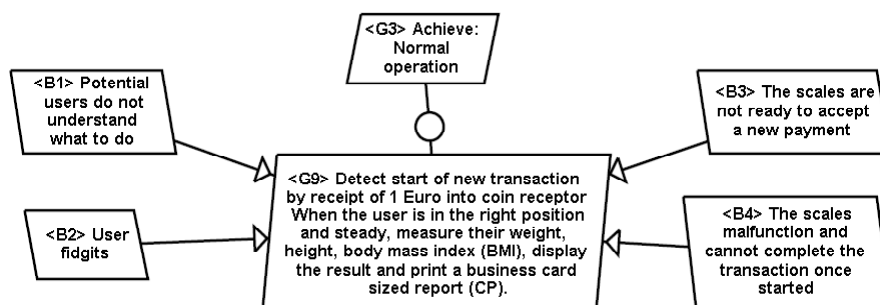 <G3> Achieve:
Normal
operation
<B1> Potential
users do not
understand
what to do
<B3> The scales are
not ready to accept
a new payment
<G9> Detect start of new transaction
by receipt of 1 Euro into coin receptor
When the user is in the right position
and steady, measure their weight,
height, body mass index (BMI), display
the result and print a business card
sized report (CP).
<B2> User
fidgits
<B4> The scales
malfunction and
cannot complete the
transaction once
started